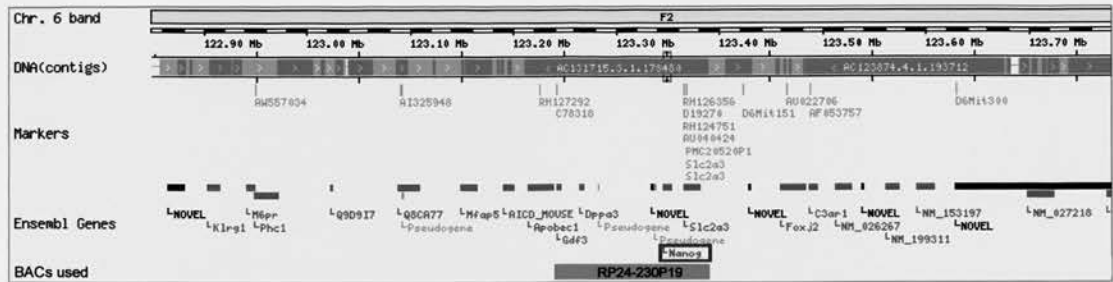 Chr. 6 band F2
122.90 Mb 123.00 Mb 123.10 Mb 123.20 Mb 123.30 Mb 123.40 Mb 123.50 Mb 123.60 Mb 123.70 Mb
DNA(contigs) AC131715.3.1.178484 AC123874.4.1.193712
Markers
AW557034 AI325948 RH127292 RH126356 AU022706 D6Mit300
C78318 D19270 D6Mit151 AF053757
RH124751
AU040424
PMC20520P1
Slc2a3
Slc2a3
Ensembl Genes
NOVEL M6pr Q9D9I7 Q8CA77 Mfap5 AICD_MOUSE Dppa3 NOVEL NOVEL C3ar1 NOVEL NM_153197 NM_027218
Klrg1 Phc1 Pseudogene Apobec1 Pseudogene Slc2a3 Foxj2 NM_026267 NOVEL
Gdf3 Pseudogene NM_199311
Nanog
BACs used RP24-230P19